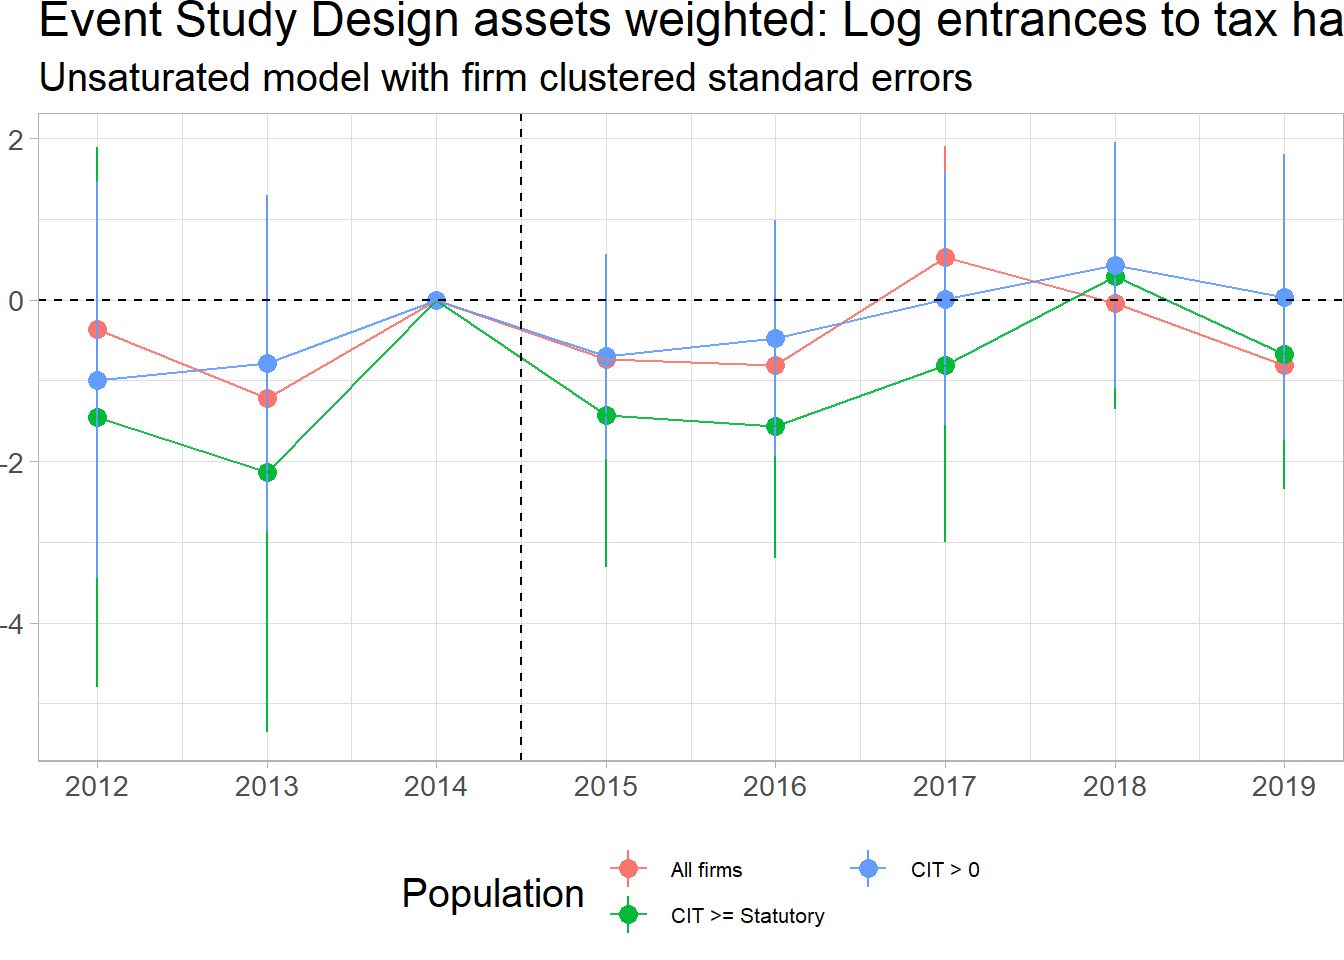 Event Study Design assets weighted: Log entrances to tax ha
Unsaturated model with firm clustered standard errors
2
0
-2
-4
2012 2013 2014 2015 2016 2017 2018 2019
Population
All firms
CIT > 0
CIT >= Statutory